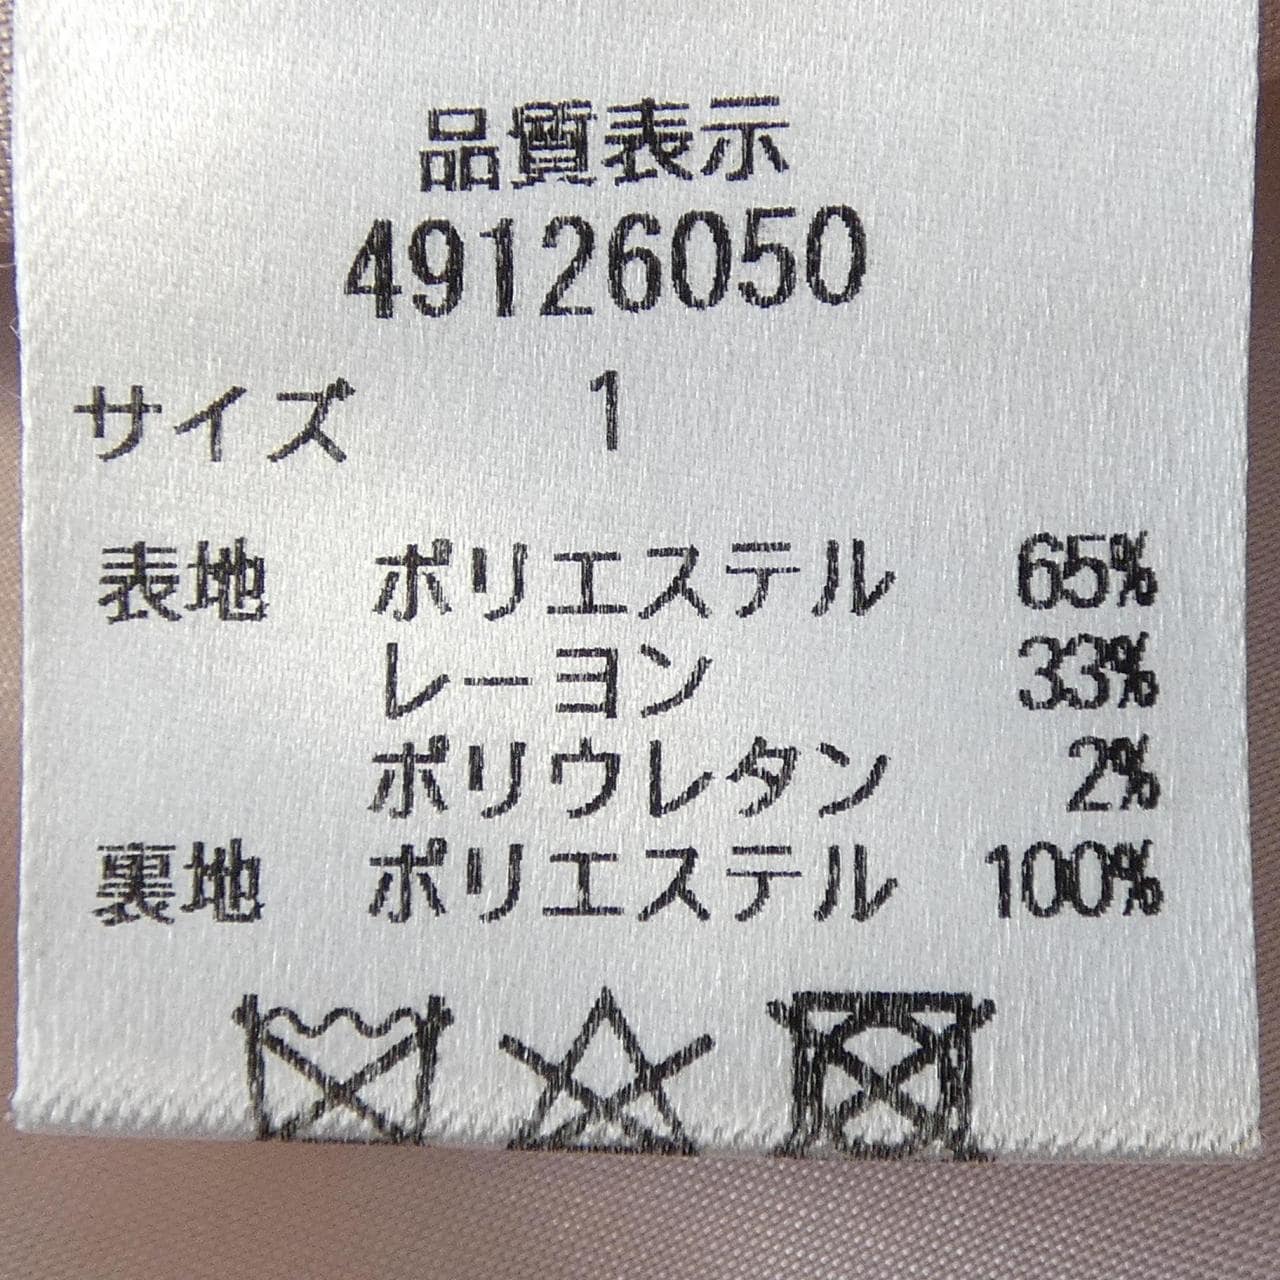 品質表示
49126050
サイズ 1
表地 ポリエステル 65%
レーヨン 33%
ポリウレタン 2%
裏地 ポリエステル 100%